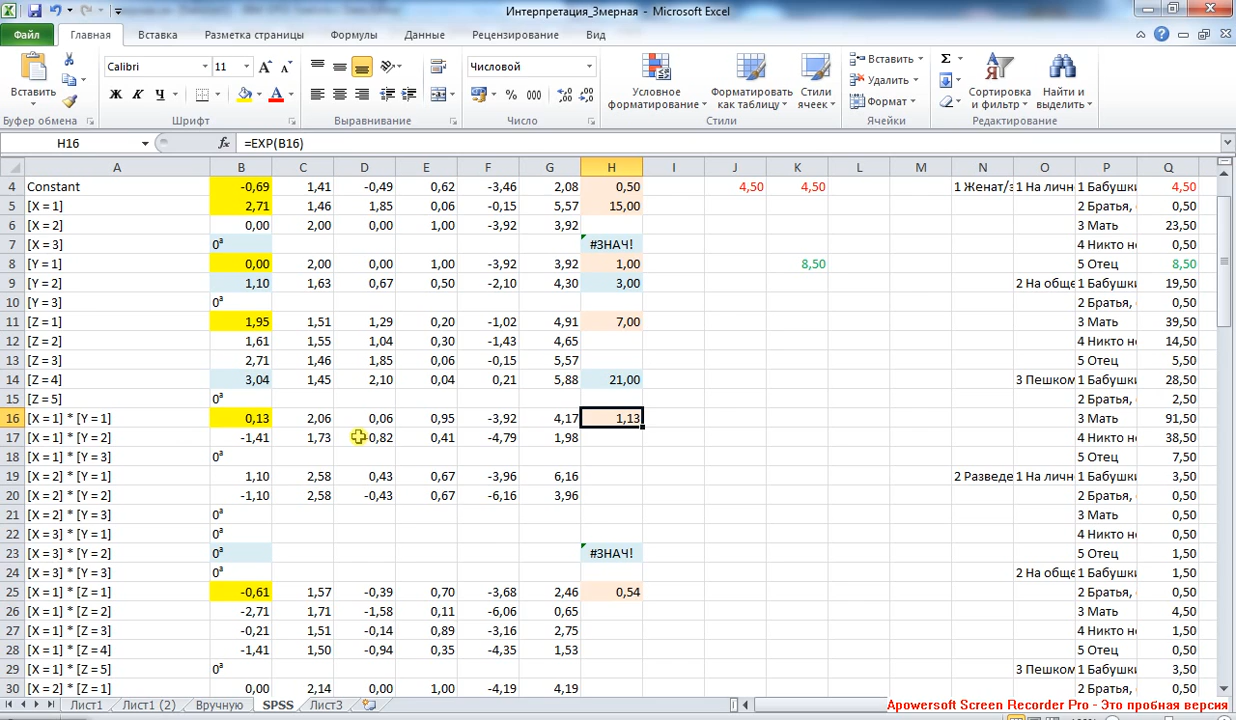 Интерпретация_3мерная - Microsoft Excel
Файл Главная Вставка Разметка страницы Формулы Данные Рецензирование Вид
Вставить
Буфер обмена
Calibri 11
Ж К Ч
Шрифт
Выравнивание
Числовой
% 000
Число
Условное форматирование
Форматировать как таблицу
Стили ячеек
Стили
Вставить
Удалить
Формат
Ячейки
Σ
Сортировка и фильтр
Найти и выделить
Редактирование
H16 fx =EXP(B16)
A B C D E F G H I J K L M N O P Q
4 Constant -0,69 1,41 -0,49 0,62 -3,46 2,08 0,50 4,50 4,50 1 Женат/з 1 На личн 1 Бабушки 4,50
5 [X = 1] 2,71 1,46 1,85 0,06 -0,15 5,57 15,00 2 Братья, 0,50
6 [X = 2] 0,00 2,00 0,00 1,00 -3,92 3,92 3 Мать 23,50
7 [X = 3] 0ª #ЗНАЧ! 4 Никто не 0,50
8 [Y = 1] 0,00 2,00 0,00 1,00 -3,92 3,92 1,00 8,50 5 Отец 8,50
9 [Y = 2] 1,10 1,63 0,67 0,50 -2,10 4,30 3,00 2 На обще 1 Бабушки 19,50
10 [Y = 3] 0ª 2 Братья, 0,50
11 [Z = 1] 1,95 1,51 1,29 0,20 -1,02 4,91 7,00 3 Мать 39,50
12 [Z = 2] 1,61 1,55 1,04 0,30 -1,43 4,65 4 Никто не 14,50
13 [Z = 3] 2,71 1,46 1,85 0,06 -0,15 5,57 5 Отец 5,50
14 [Z = 4] 3,04 1,45 2,10 0,04 0,21 5,88 21,00 3 Пешком 1 Бабушки 28,50
15 [Z = 5] 0ª 2 Братья, 2,50
16 [X = 1] * [Y = 1] 0,13 2,06 0,06 0,95 -3,92 4,17 1,13 3 Мать 91,50
17 [X = 1] * [Y = 2] -1,41 1,73 0,82 0,41 -4,79 1,98 4 Никто не 38,50
18 [X = 1] * [Y = 3] 0ª 5 Отец 7,50
19 [X = 2] * [Y = 1] 1,10 2,58 0,43 0,67 -3,96 6,16 2 Разведе 1 На личн 1 Бабушки 3,50
20 [X = 2] * [Y = 2] -1,10 2,58 -0,43 0,67 -6,16 3,96 2 Братья, 0,50
21 [X = 2] * [Y = 3] 0ª 3 Мать 0,50
22 [X = 3] * [Y = 1] 0ª 4 Никто не 0,50
23 [X = 3] * [Y = 2] 0ª #ЗНАЧ! 5 Отец 1,50
24 [X = 3] * [Y = 3] 0ª 2 На обще 1 Бабушки 1,50
25 [X = 1] * [Z = 1] -0,61 1,57 -0,39 0,70 -3,68 2,46 0,54 2 Братья, 0,50
26 [X = 1] * [Z = 2] -2,71 1,71 -1,58 0,11 -6,06 0,65 3 Мать 4,50
27 [X = 1] * [Z = 3] -0,21 1,51 -0,14 0,89 -3,16 2,75 4 Никто не 1,50
28 [X = 1] * [Z = 4] -1,41 1,50 -0,94 0,35 -4,35 1,53 5 Отец 0,50
29 [X = 1] * [Z = 5] 0ª 3 Пешком 1 Бабушки 3,50
30 [X = 2] * [Z = 1] 0,00 2,14 0,00 1,00 -4,19 4,19 2 Братья, 0,50
Лист1 Лист1 (2) Вручную SPSS Лист3
Apowersoft Screen Recorder Pro - Это пробная версия